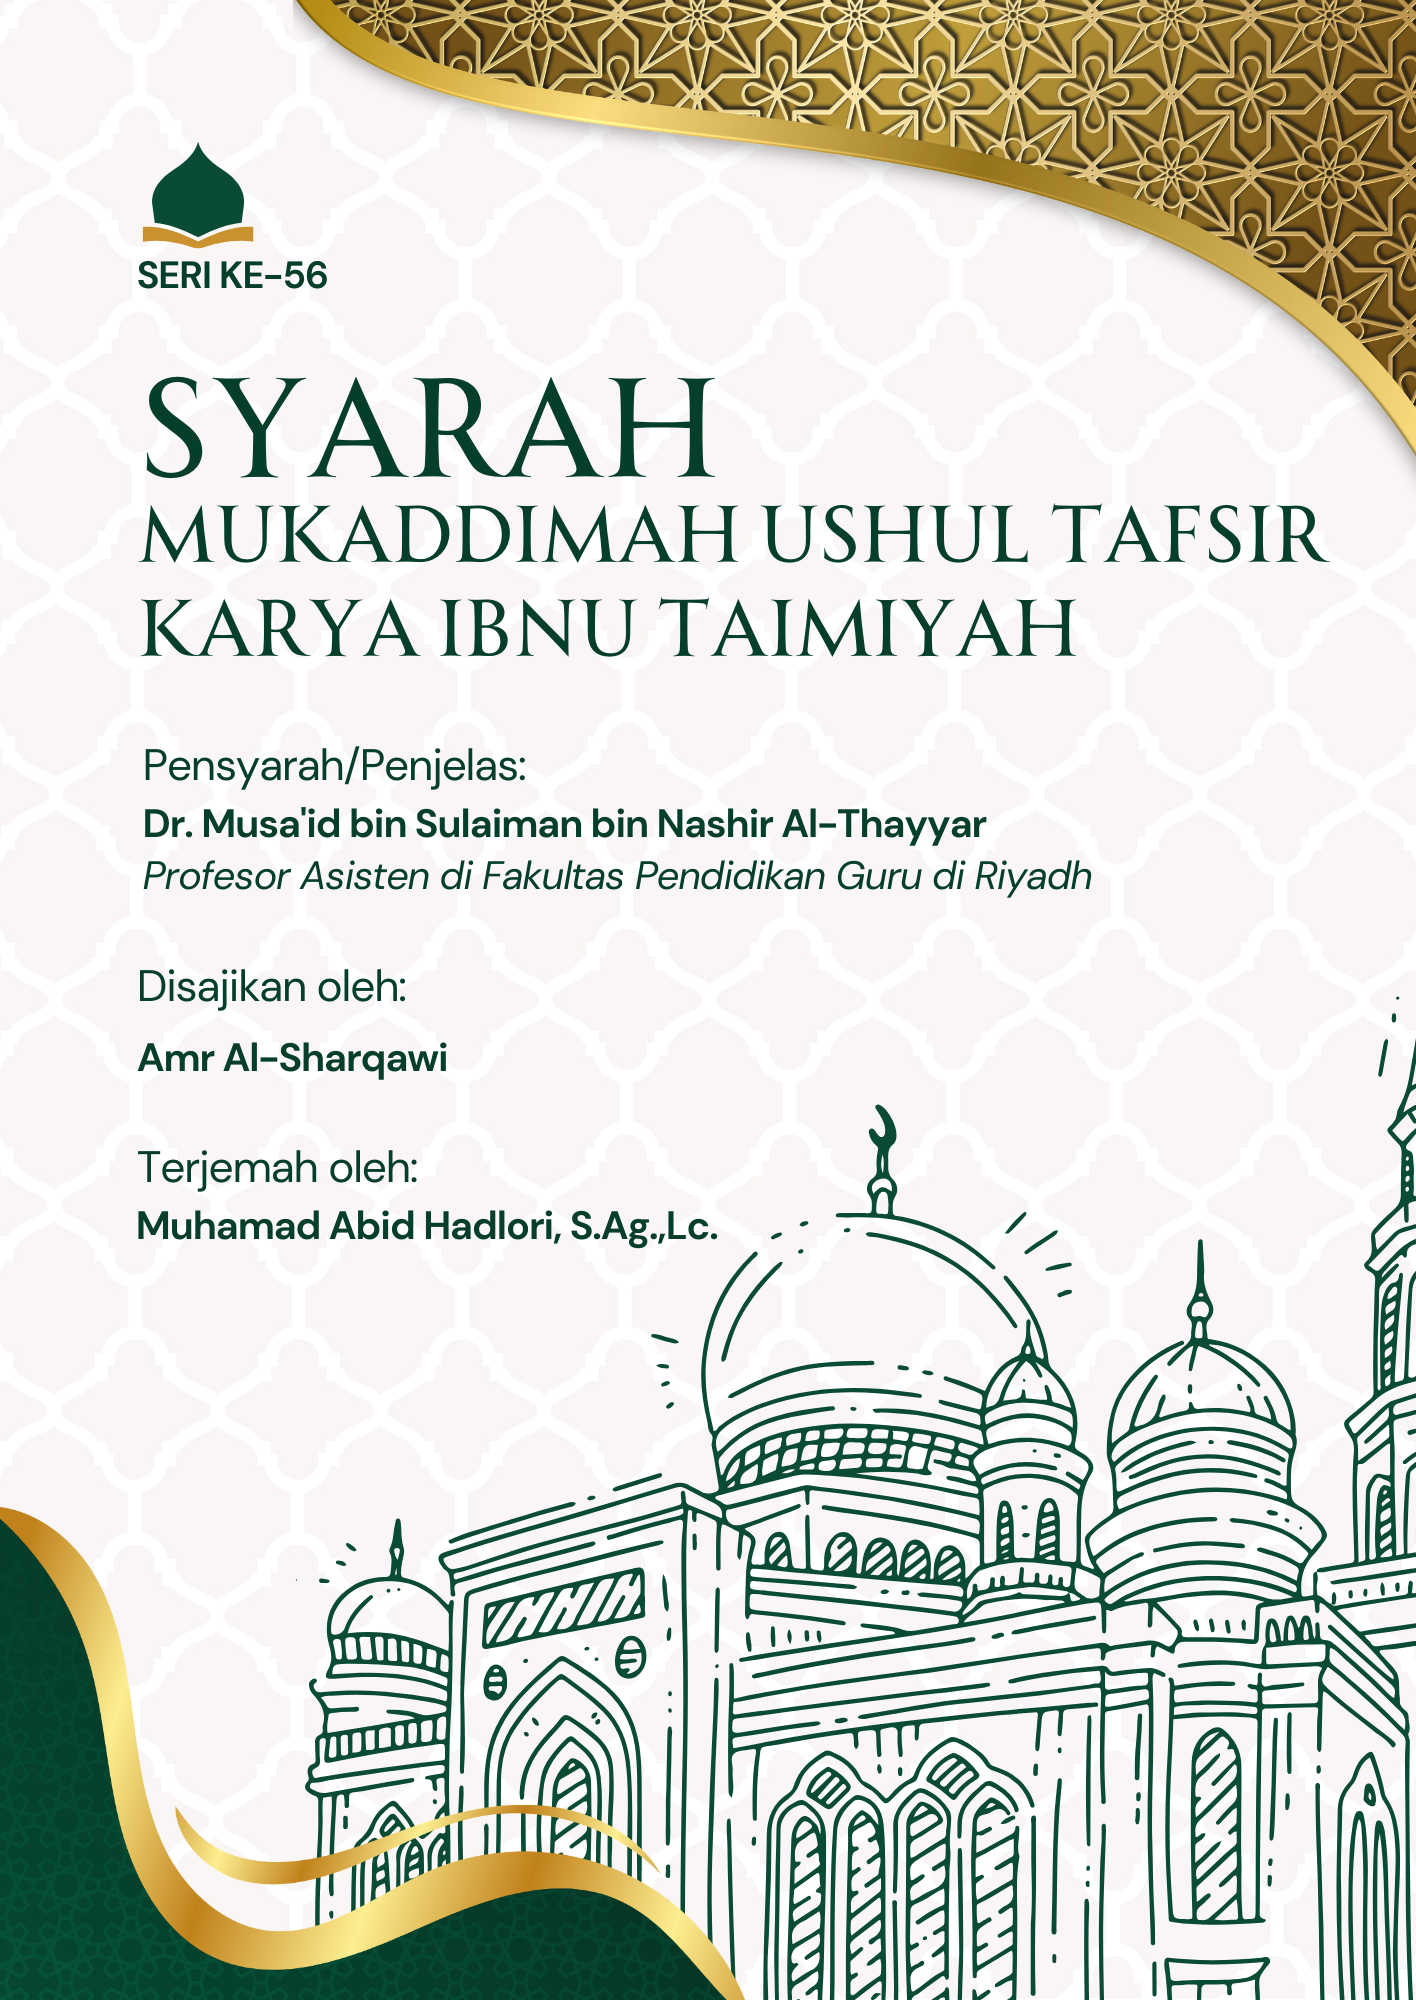 SERI KE-56
SYARAH
MUKADDIMAH USHUL TAFSIR
KARYA IBNU TAIMIYAH
Pensyarah/Penjelas:
Dr. Musa'id bin Sulaiman bin Nashir Al-Thayyar
Profesor Asisten di Fakultas Pendidikan Guru di Riyadh
Disajikan oleh:
Amr Al-Sharqawi
Terjemah oleh:
Muhamad Abid Hadlori, S.Ag.,Lc.